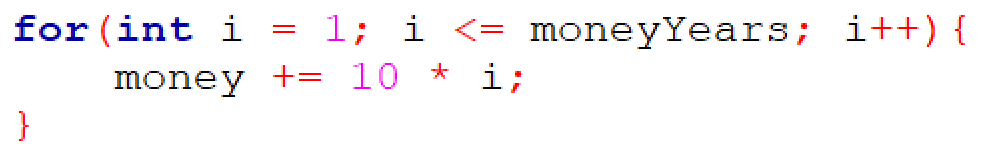 for(int i = 1; i <= moneyYears; i++){
    money += 10 * i;
}